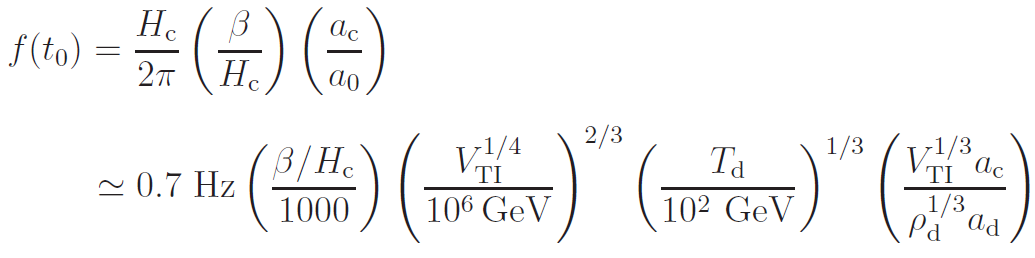 f(t_0) = \frac{H_c}{2\pi} \left( \frac{\beta}{H_c} \right) \left( \frac{a_c}{a_0} \right)
\simeq 0.7 \text{ Hz} \left( \frac{\beta/H_c}{1000} \right) \left( \frac{V_{TI}^{1/4}}{10^6 \text{ GeV}} \right)^{2/3} \left( \frac{T_d}{10^2 \text{ GeV}} \right)^{1/3} \left( \frac{V_{TI}^{1/3} a_c}{\rho_d^{1/3} a_d} \right)